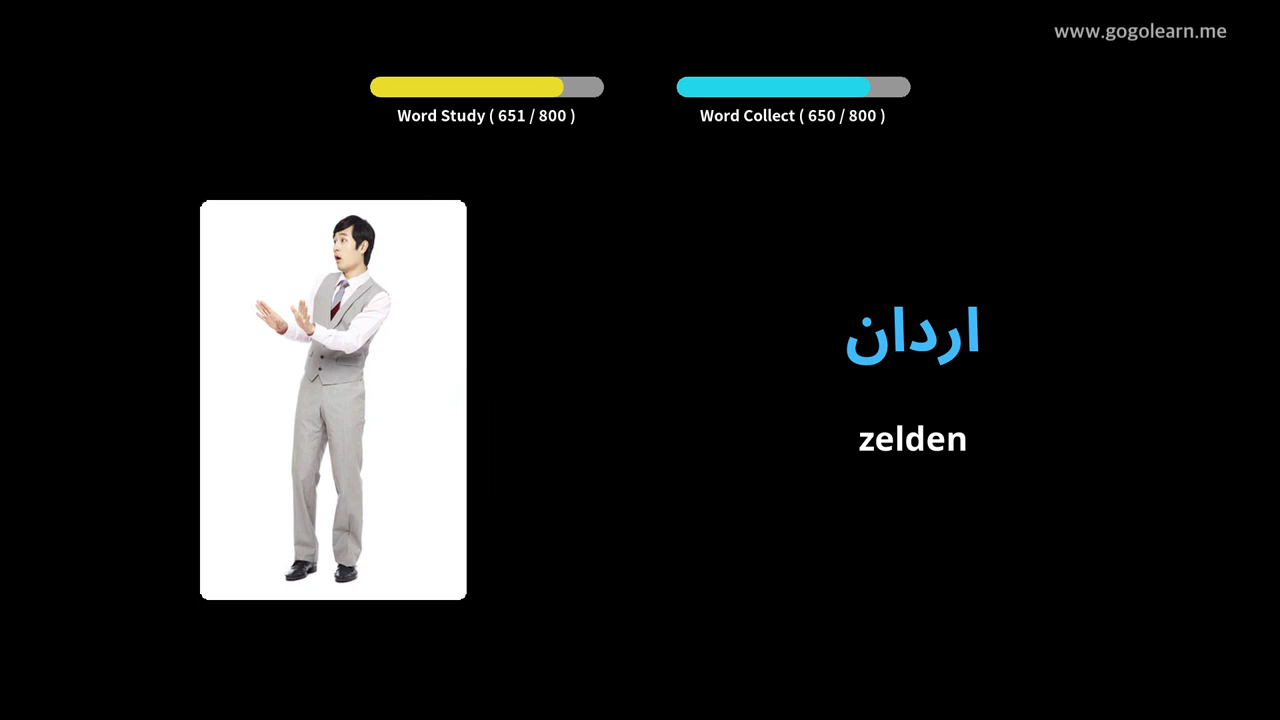 www.gogolearn.me
Word Study ( 651 / 800 )
Word Collect ( 650 / 800 )
اردان
zelden